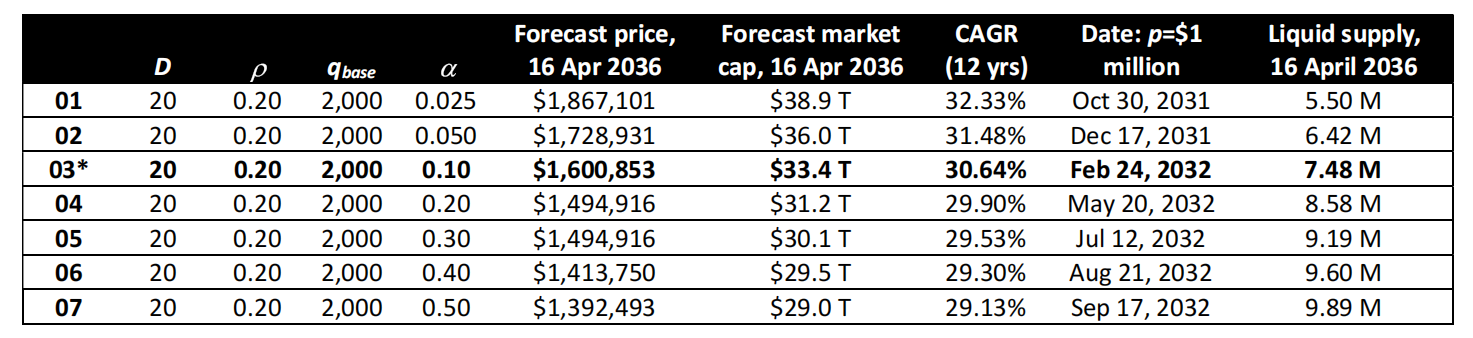 D ρ q_base α Forecast price, 16 Apr 2036 Forecast market cap, 16 Apr 2036 CAGR (12 yrs) Date: p=$1 million Liquid supply, 16 April 2036
01 20 0.20 2,000 0.025 $1,867,101 $38.9 T 32.33% Oct 30, 2031 5.50 M
02 20 0.20 2,000 0.050 $1,728,931 $36.0 T 31.48% Dec 17, 2031 6.42 M
03* 20 0.20 2,000 0.10 $1,600,853 $33.4 T 30.64% Feb 24, 2032 7.48 M
04 20 0.20 2,000 0.20 $1,494,916 $31.2 T 29.90% May 20, 2032 8.58 M
05 20 0.20 2,000 0.30 $1,494,916 $30.1 T 29.53% Jul 12, 2032 9.19 M
06 20 0.20 2,000 0.40 $1,413,750 $29.5 T 29.30% Aug 21, 2032 9.60 M
07 20 0.20 2,000 0.50 $1,392,493 $29.0 T 29.13% Sep 17, 2032 9.89 M